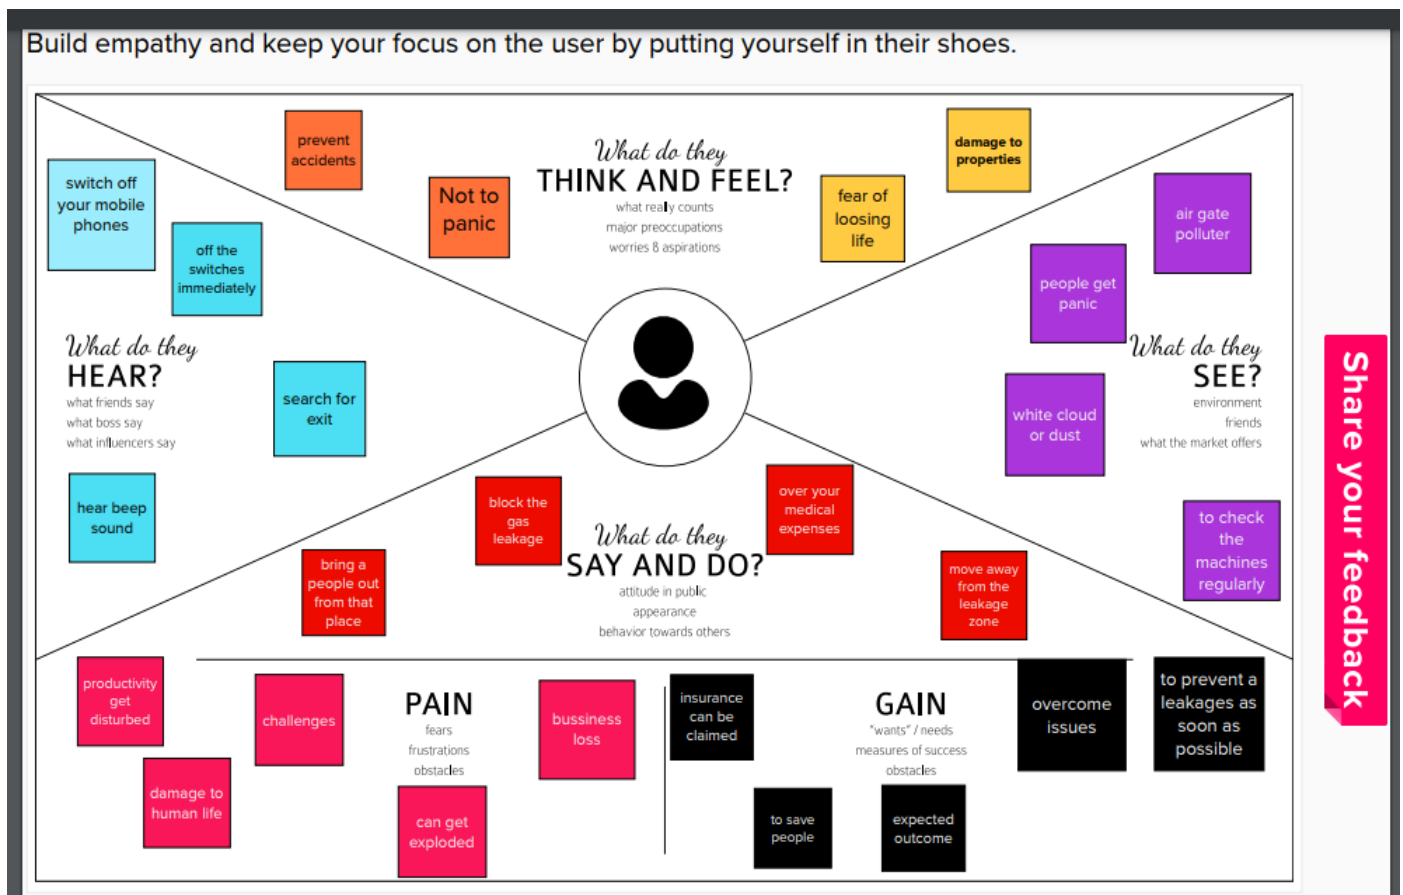 Build empathy and keep your focus on the user by putting yourself in their shoes.
prevent
accidents
Not to
panic
What do they
THINK AND FEEL?
what really counts
major preoccupations
worries & aspirations
fear of
loosing
life
damage to
properties
switch off
your mobile
phones
off the
switches
immediately
What do they
HEAR?
what friends say
what boss say
what influencers say
search for
exit
hear beep
sound
air gate
polluter
people get
panic
What do they
SEE?
environment
friends
what the market offers
white cloud
or dust
to check
the
machines
regularly
block the
gas
leakage
over your
medical
expenses
What do they
SAY AND DO?
attitude in public
appearance
behavior towards others
bring a
people out
from that
place
move away
from the
leakage
zone
productivity
get
disturbed
challenges
PAIN
fears
frustrations
obstacles
bussiness
loss
damage to
human life
can get
exploded
insurance
can be
claimed
GAIN
"wants" / needs
measures of success
obstacles
overcome
issues
to prevent a
leakages as
soon as
possible
to save
people
expected
outcome
Share your feedback